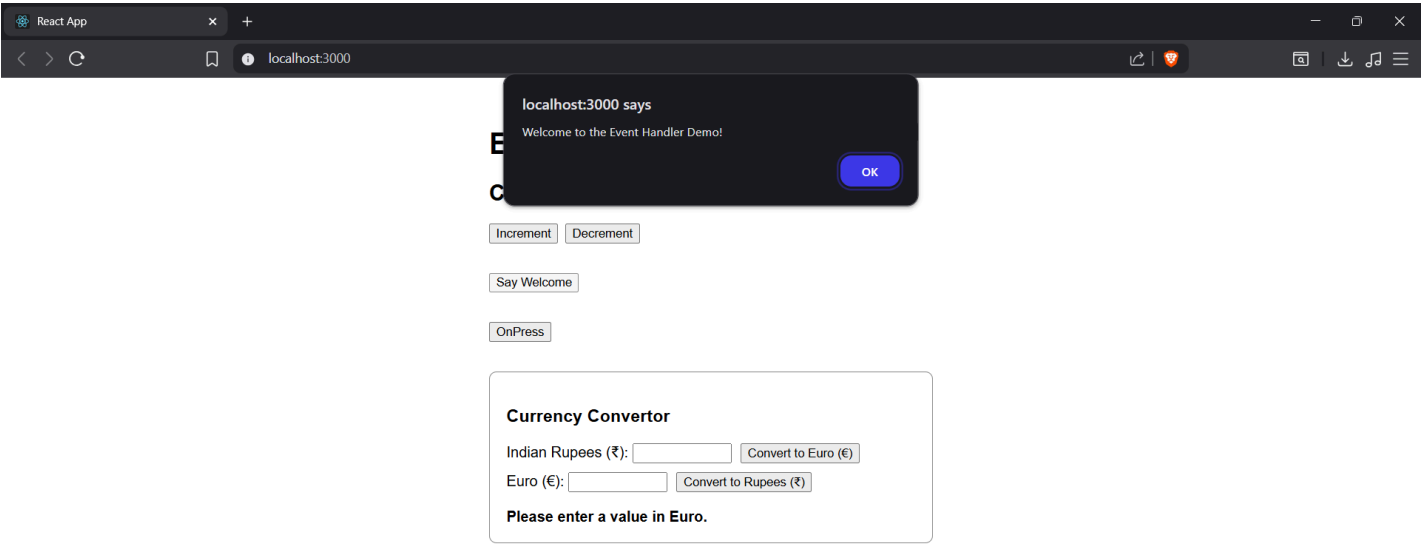 React App
localhost:3000
localhost:3000 says
Welcome to the Event Handler Demo!
OK
Increment Decrement
Say Welcome
OnPress
Currency Convertor
Indian Rupees (₹): Convert to Euro (€)
Euro (€): Convert to Rupees (₹)
Please enter a value in Euro.